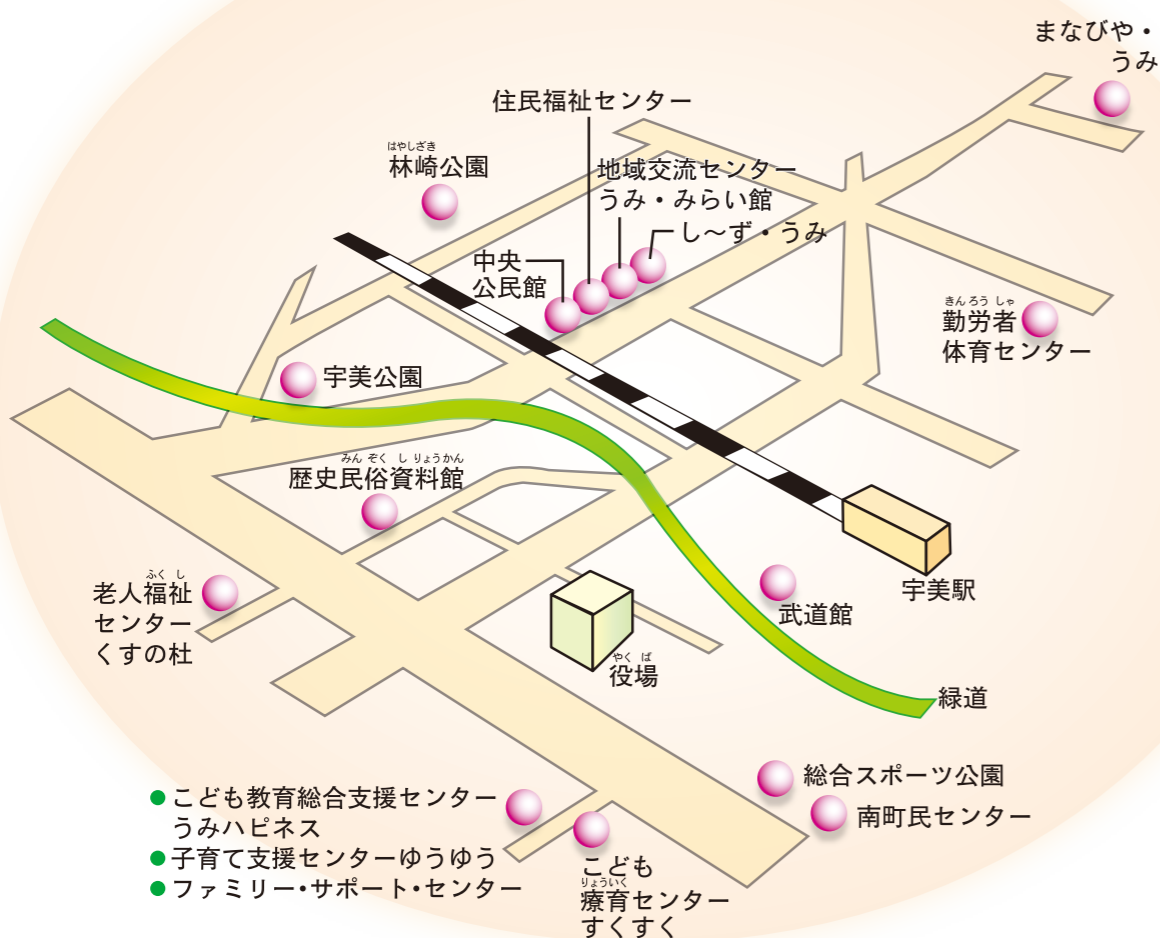 まなびや・
うみ
住民福祉センター
はやしざき
林崎公園
地域交流センター
うみ・みらい館
し〜ず・うみ
中央
公民館
きんろうしゃ
勤労者
体育センター
宇美公園
みんぞくしりょうかん
歴史民俗資料館
ふくし
老人福祉
センター
くすの杜
宇美駅
武道館
やくば
役場
緑道
総合スポーツ公園
南町民センター
●こども教育総合支援センター
うみハピネス
●子育て支援センターゆうゆう
●ファミリー・サポート・センター
こども
りょういく
療育センター
すくすく